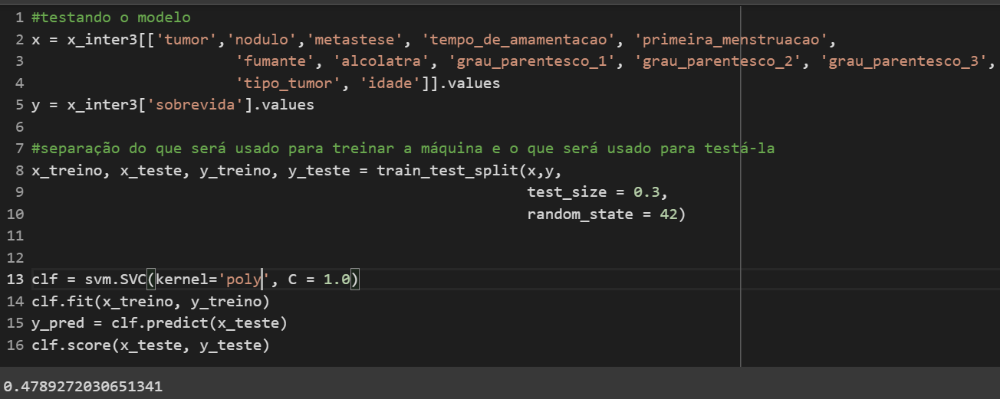 1 #testando o modelo
2 x = x_inter3[['tumor','nodulo','metastese', 'tempo_de_amamentacao', 'primeira_menstruacao',
3 'fumante', 'alcolatra', 'grau_parentesco_1', 'grau_parentesco_2', 'grau_parentesco_3',
4 'tipo_tumor', 'idade']].values
5 y = x_inter3['sobrevida'].values
6
7 #separação do que será usado para treinar a máquina e o que será usado para testá-la
8 x_treino, x_teste, y_treino, y_teste = train_test_split(x,y,
9 test_size = 0.3,
10 random_state = 42)
11
12
13 clf = svm.SVC(kernel='poly', C = 1.0)
14 clf.fit(x_treino, y_treino)
15 y_pred = clf.predict(x_teste)
16 clf.score(x_teste, y_teste)
0.4789272030651341